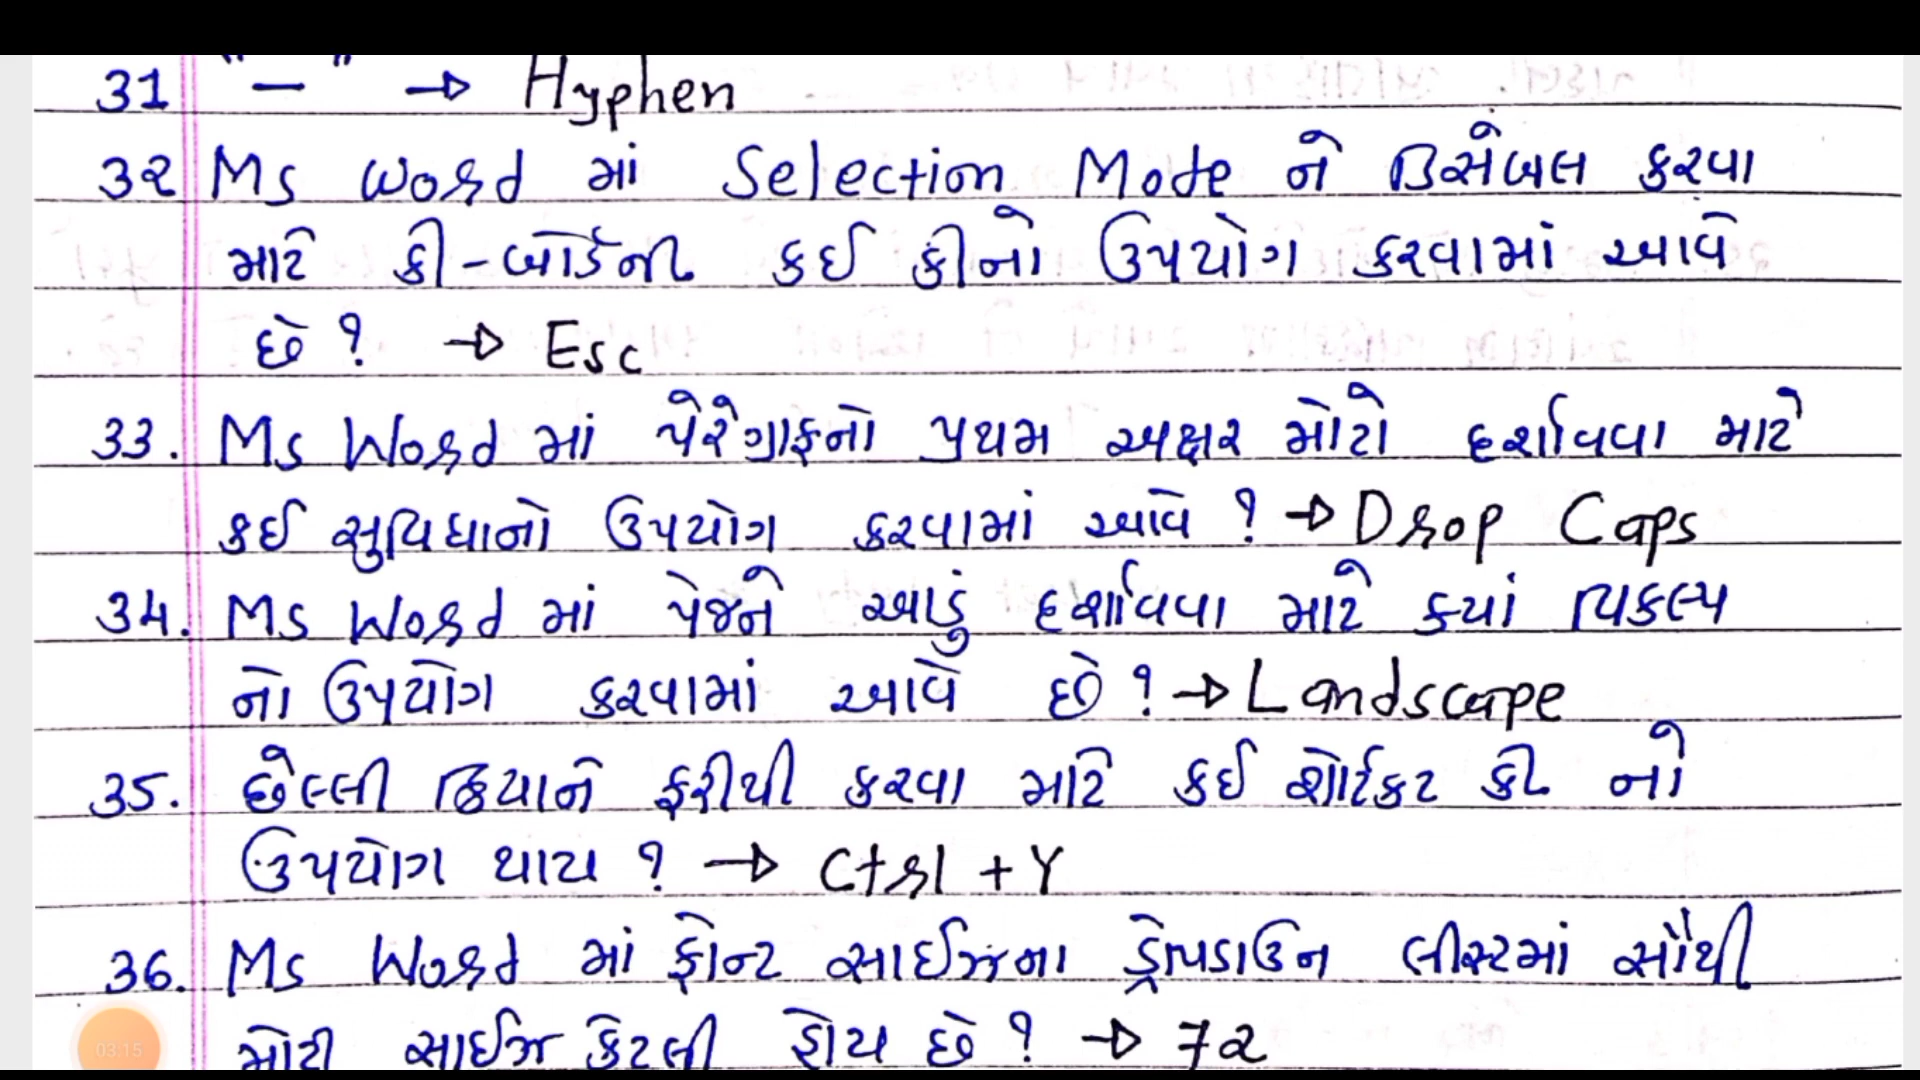 31 "—" → Hyphen
32 Ms Word માં Selection Mode ને ડિસેબલ કરવા
માટે કી-બોર્ડની કઈ કીનો ઉપયોગ કરવામાં આવે
છે ? → Esc
33. Ms Word માં પેરેગ્રાફનો પ્રથમ અક્ષર મોટો દર્શાવવા માટે
કઈ સુવિધાનો ઉપયોગ કરવામાં આવે ? → Drop Caps
34. Ms Word માં પેજને આડું દર્શાવવા માટે ક્યાં વિકલ્પ
નો ઉપયોગ કરવામાં આવે છે ? → Landscape
35. છેલ્લી ક્રિયાને ફરીથી કરવા માટે કઈ શોર્ટકટ કી નો
ઉપયોગ થાય ? → Ctrl + Y
36. Ms Word માં ફોન્ટ સાઈઝના ડ્રોપડાઉન લીસ્ટમાં સૌથી
મોટી સાઈઝ કેટલી હોય છે ? → 72
03:15